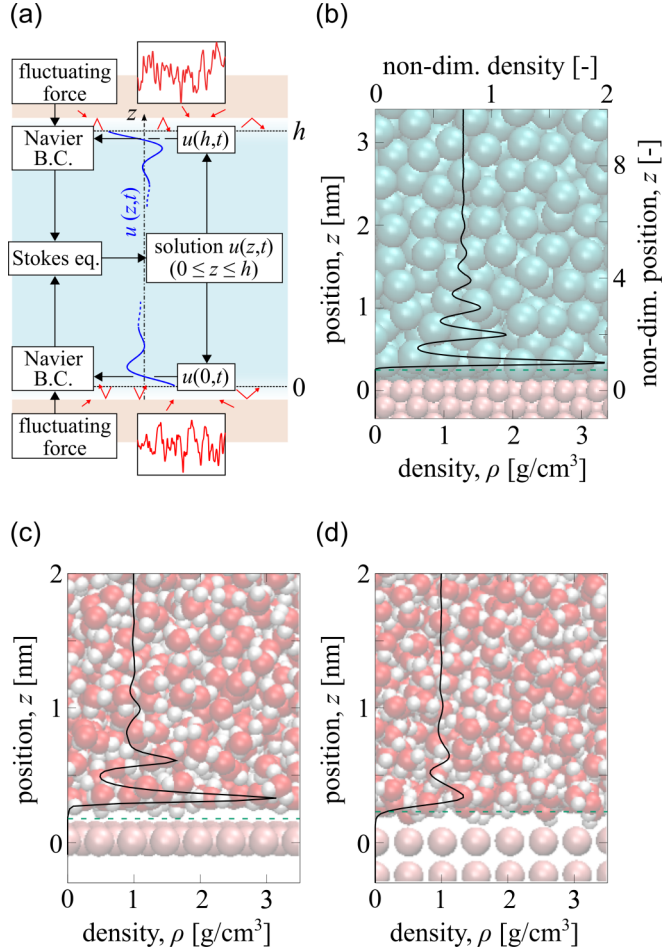 (a)
fluctuating
force
z
h
Navier
B.C.
u(h,t)
u (z,t)
Stokes eq.
solution u(z,t)
(0 ≤ z ≤ h)
Navier
B.C.
u(0,t)
0
fluctuating
force
(b)
non-dim. density [-]
0 1 2
3
2
1
0
position, z [nm]
8
4
0
non-dim. position, z [-]
0 1 2 3
density, ρ [g/cm³]
(c)
2
1
0
position, z [nm]
0 1 2 3
density, ρ [g/cm³]
(d)
2
1
0
position, z [nm]
0 1 2 3
density, ρ [g/cm³]